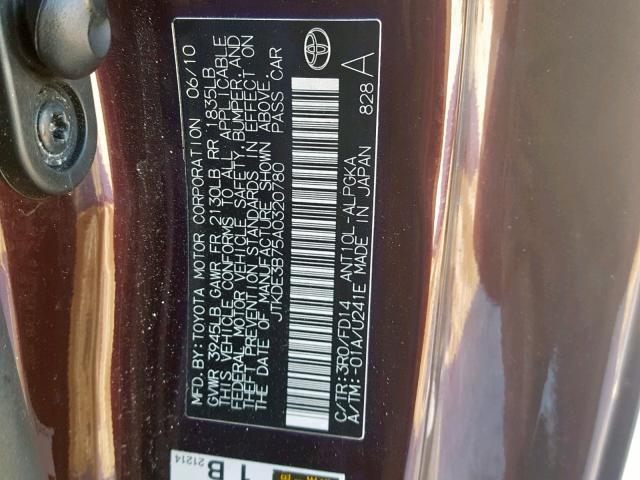 MFD.BY:TOYOTA MOTOR CORPORATION 06/10
GVWR 3945LB GAWR FR 2130LB RR 1835LB
THIS VEHICLE CONFORMS TO ALL APPLICABLE
FEDERAL MOTOR VEHICLE SAFETY,BUMPER,AND
THEFT PREVENTION STANDARDS IN EFFECT ON
THE DATE OF MANUFACTURE SHOWN ABOVE.
JTKDE3B75A0320780 PASS CAR
C/TR:3R0/FD14 ANT10L-ALPGKA 828
A/TM:-01A/U241E MADE IN JAPAN A
21214
1B